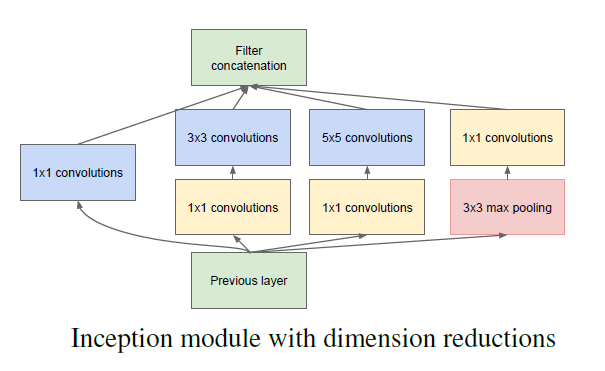 Filter
concatenation
3x3 convolutions
5x5 convolutions
1x1 convolutions
1x1 convolutions
1x1 convolutions
1x1 convolutions
3x3 max pooling
Previous layer
Inception module with dimension reductions